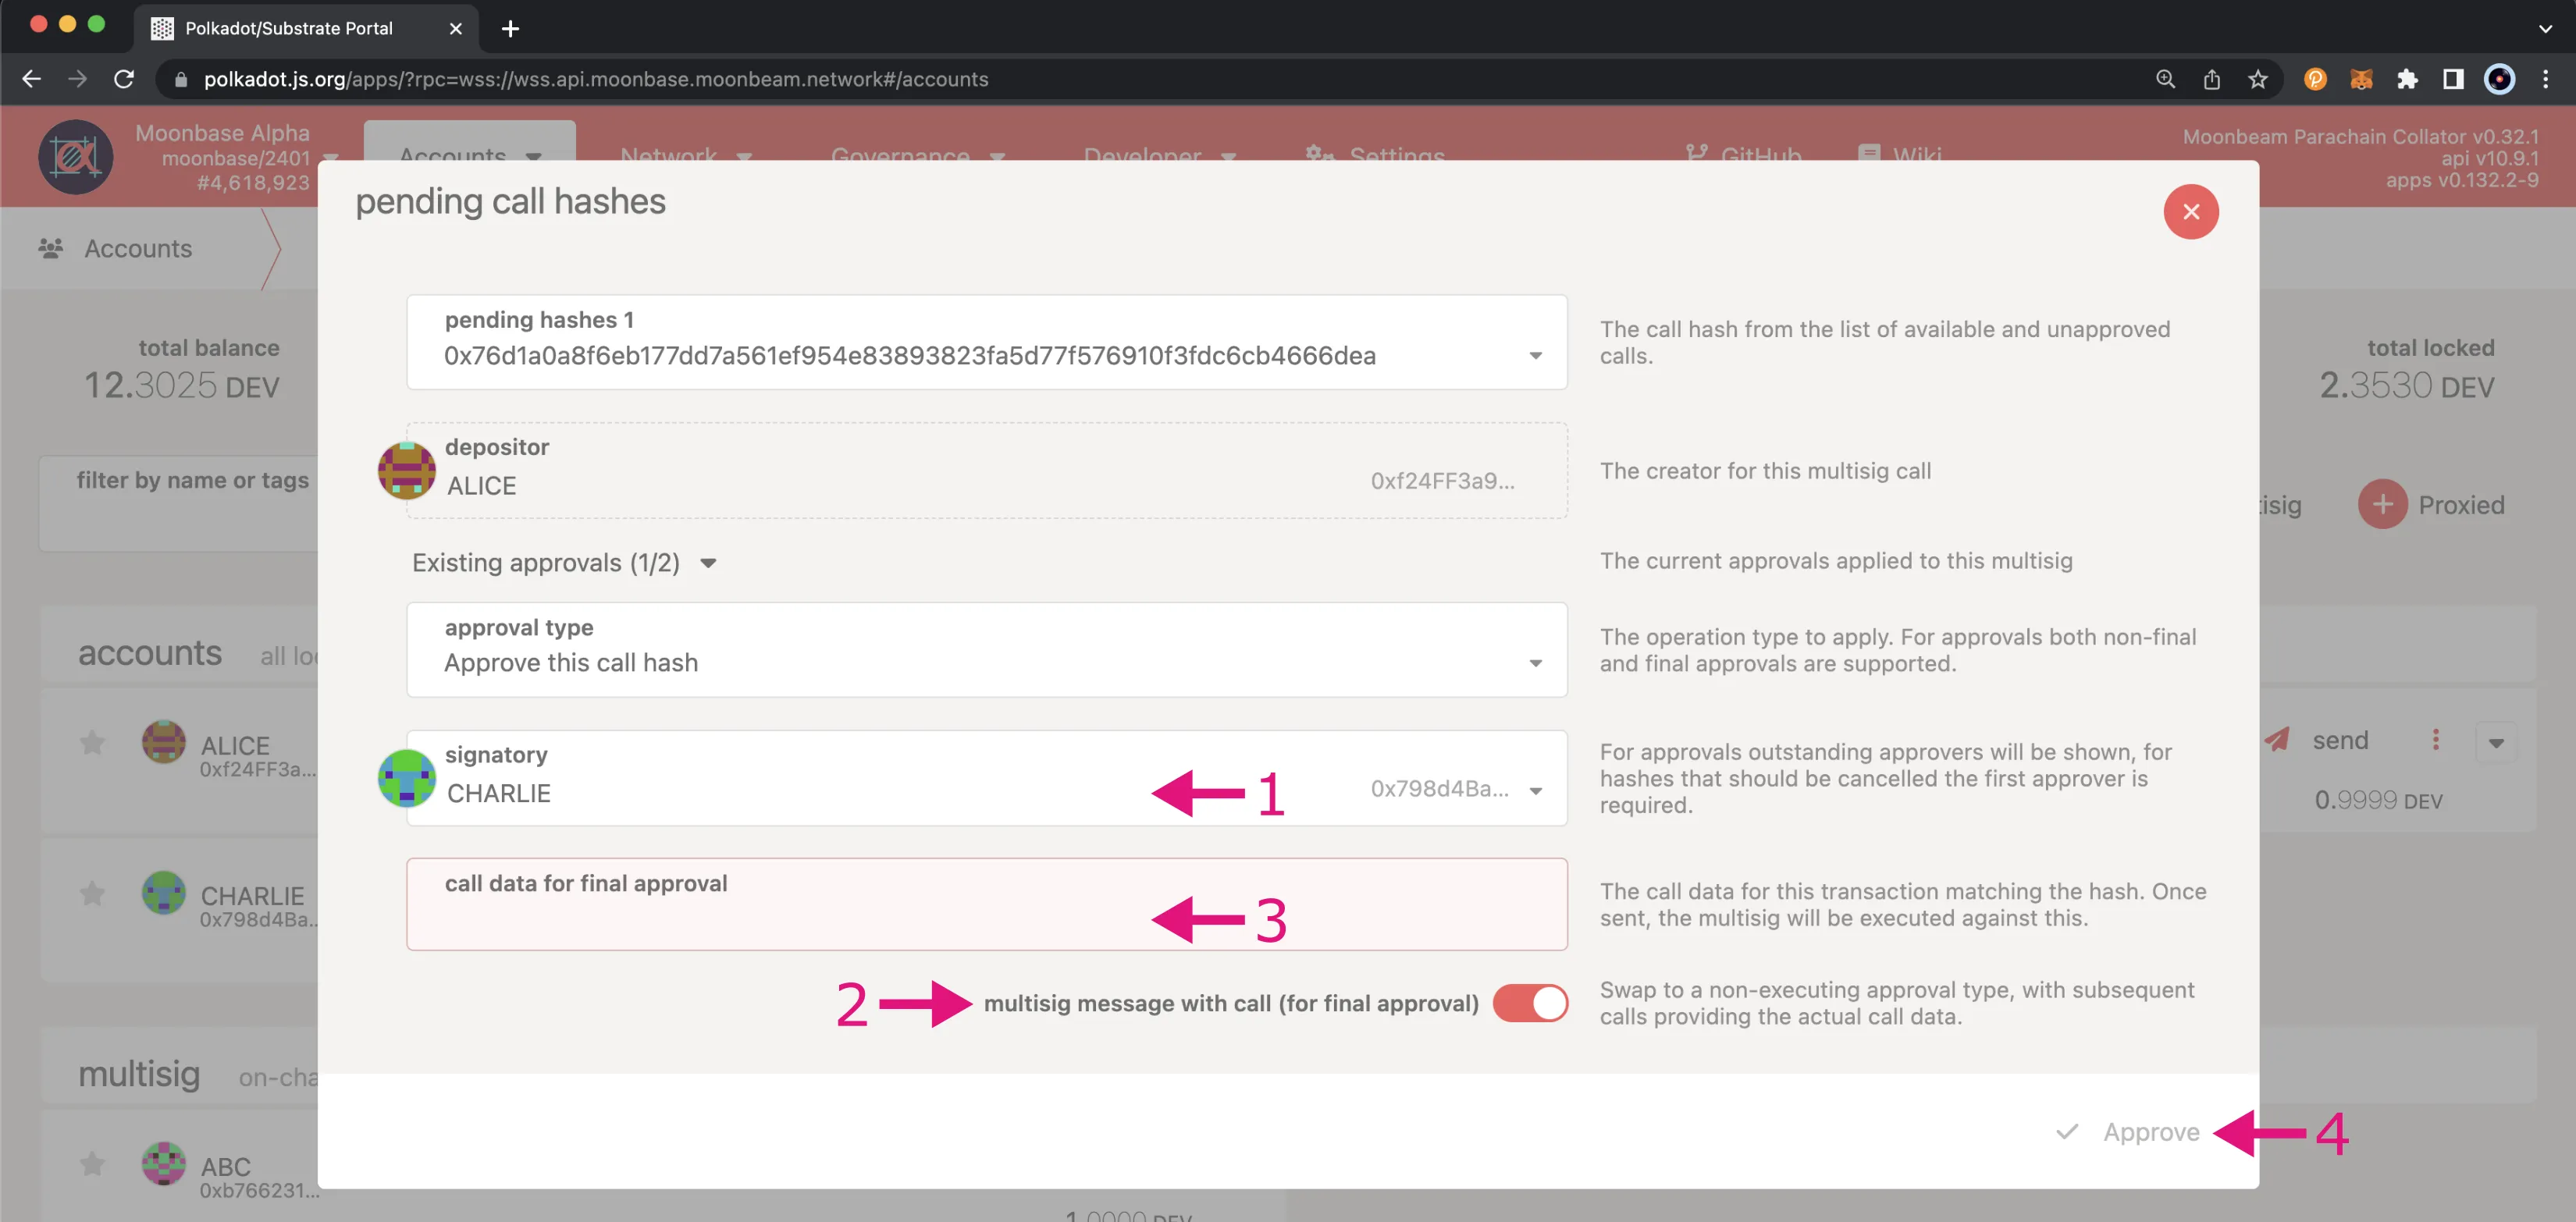 Polkadot/Substrate Portal
polkadot.js.org/apps/?rpc=wss://wss.api.moonbase.moonbeam.network#/accounts
Moonbase Alpha
moonbase/2401
#4,618,923
Accounts
Network
Governance
Developer
Settings
GitHub
Wiki
Moonbeam Parachain Collator v0.32.1
api v10.9.1
apps v0.132.2-9
Accounts
pending call hashes
total balance
12.3025 DEV
total locked
2.3530 DEV
filter by name or tags
tisig
Proxied
pending hashes 1
0x76d1a0a8f6eb177dd7a561ef954e83893823fa5d77f576910f3fdc6cb4666dea
The call hash from the list of available and unapproved
calls.
depositor
ALICE
0xf24FF3a9...
The creator for this multisig call
Existing approvals (1/2)
The current approvals applied to this multisig
approval type
Approve this call hash
The operation type to apply. For approvals both non-final
and final approvals are supported.
signatory
CHARLIE
0x798d4Ba...
1
For approvals outstanding approvers will be shown, for
hashes that should be cancelled the first approver is
required.
call data for final approval
3
The call data for this transaction matching the hash. Once
sent, the multisig will be executed against this.
2
multisig message with call (for final approval)
Swap to a non-executing approval type, with subsequent
calls providing the actual call data.
Approve
4
accounts
all loc
ALICE
0xf24FF3a...
send
0.9999 DEV
CHARLIE
0x798d4Ba...
multisig
on-cha
ABC
0xb766231...
1.0000 DEV